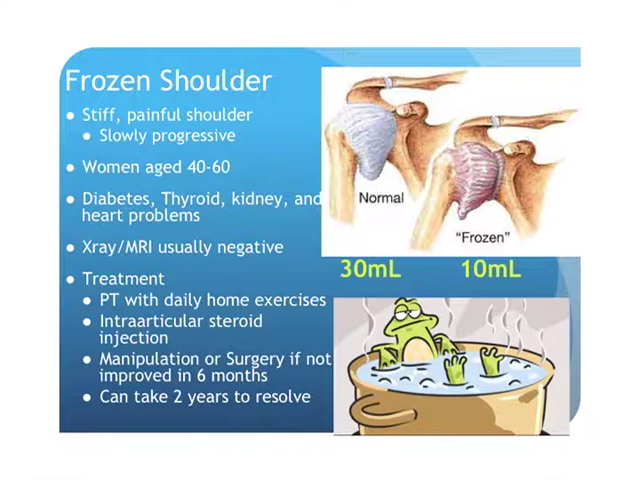 Frozen Shoulder
● Stiff, painful shoulder
● Slowly progressive
● Women aged 40-60
● Diabetes, Thyroid, kidney, and
heart problems
● Xray/MRI usually negative
● Treatment
● PT with daily home exercises
● Intraarticular steroid
injection
● Manipulation or Surgery if not
improved in 6 months
● Can take 2 years to resolve
Normal
"Frozen"
30mL 10mL